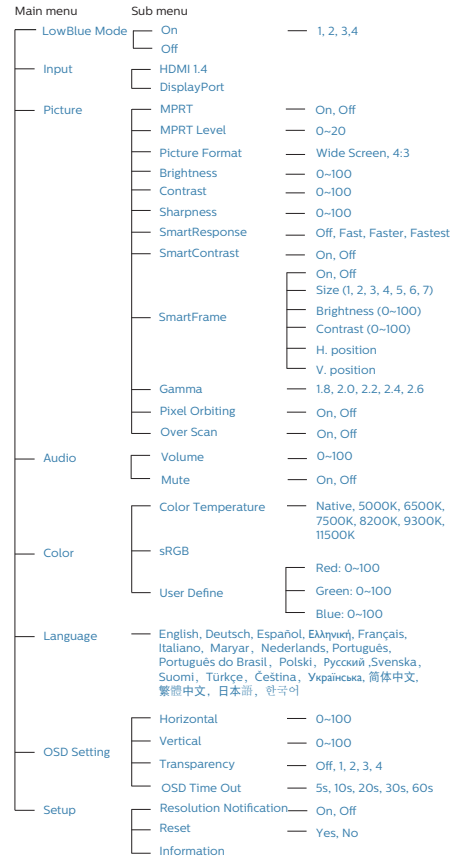 Main menu Sub menu
LowBlue Mode On 1, 2, 3,4
Off
Input HDMI 1.4
DisplayPort
Picture MPRT On, Off
MPRT Level 0~20
Picture Format Wide Screen, 4:3
Brightness 0~100
Contrast 0~100
Sharpness 0~100
SmartResponse Off, Fast, Faster, Fastest
SmartContrast On, Off
On, Off
Size (1, 2, 3, 4, 5, 6, 7)
Brightness (0~100)
SmartFrame
Contrast (0~100)
H. position
V. position
Gamma 1.8, 2.0, 2.2, 2.4, 2.6
Pixel Orbiting On, Off
Over Scan On, Off
Audio Volume 0~100
Mute On, Off
Color Temperature Native, 5000K, 6500K,
7500K, 8200K, 9300K,
11500K
Color sRGB
Red: 0~100
User Define Green: 0~100
Blue: 0~100
Language English, Deutsch, Español, Ελληνική, Français,
Italiano, Maryar, Nederlands, Português,
Português do Brasil, Polski, Русский ,Svenska,
Suomi, Türkçe, Čeština, Українська, 简体中文,
繁體中文, 日本語, 한국어
Horizontal 0~100
Vertical 0~100
OSD Setting
Transparency Off, 1, 2, 3, 4
OSD Time Out 5s, 10s, 20s, 30s, 60s
Setup Resolution Notification On, Off
Reset Yes, No
Information